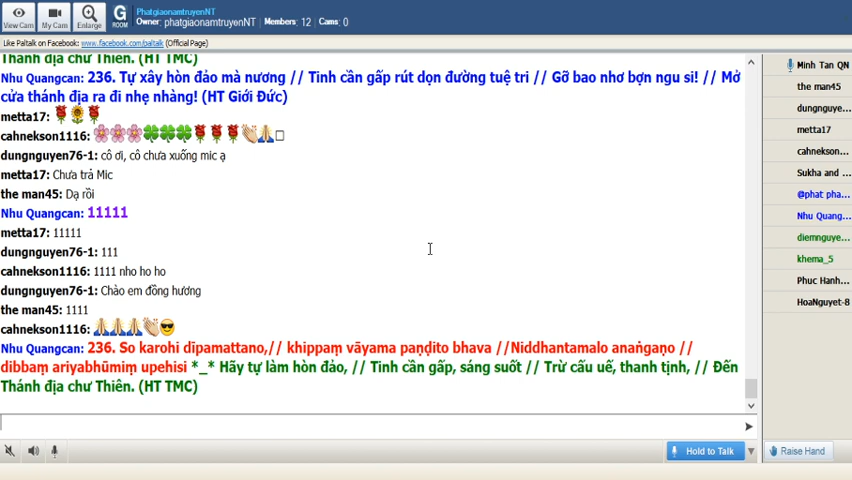 PhatgiaonamtruyenNT
Owner: phatgiaonamtruyenNT Members: 12 Cams: 0
View Cam My Cam Enlarge G ROOM
Like Paltalk on Facebook: www.facebook.com/paltalk (Official Page)
Thánh địa chư Thiên. (HT TMC)
Nhu Quangcan: 236. Tự xây hòn đảo mà nương // Tinh cần gấp rút dọn đường tuệ tri // Gỡ bao nhơ bợn ngu si! // Mở
cửa thánh địa ra đi nhẹ nhàng! (HT Giới Đức)
metta17:
cahnekson1116:
dungnguyen76-1: cô ơi, cô chưa xuống mic ạ
metta17: Chưa trả Mic
the man45: Dạ rồi
Nhu Quangcan: 11111
metta17: 11111
dungnguyen76-1: 111
cahnekson1116: 1111 nho ho ho
dungnguyen76-1: Chào em đồng hương
the man45: 1111
cahnekson1116:
Nhu Quangcan: 236. So karohi dīpamattano,// khippaṃ vāyama paṇḍito bhava //Niddhantamalo anaṅgaṇo //
dibbaṃ ariyabhūmiṃ upehisi *_* Hãy tự làm hòn đảo, // Tinh cần gấp, sáng suốt // Trừ cấu uế, thanh tịnh, // Đến
Thánh địa chư Thiên. (HT TMC)
Minh Tan QN
the man45
dungnguye...
metta17
cahnekson...
Sukha and ...
@phat pha...
Nhu Quang...
diemnguye...
khema_5
Phuc Hanh...
HoaNguyet-8
Hold to Talk
Raise Hand